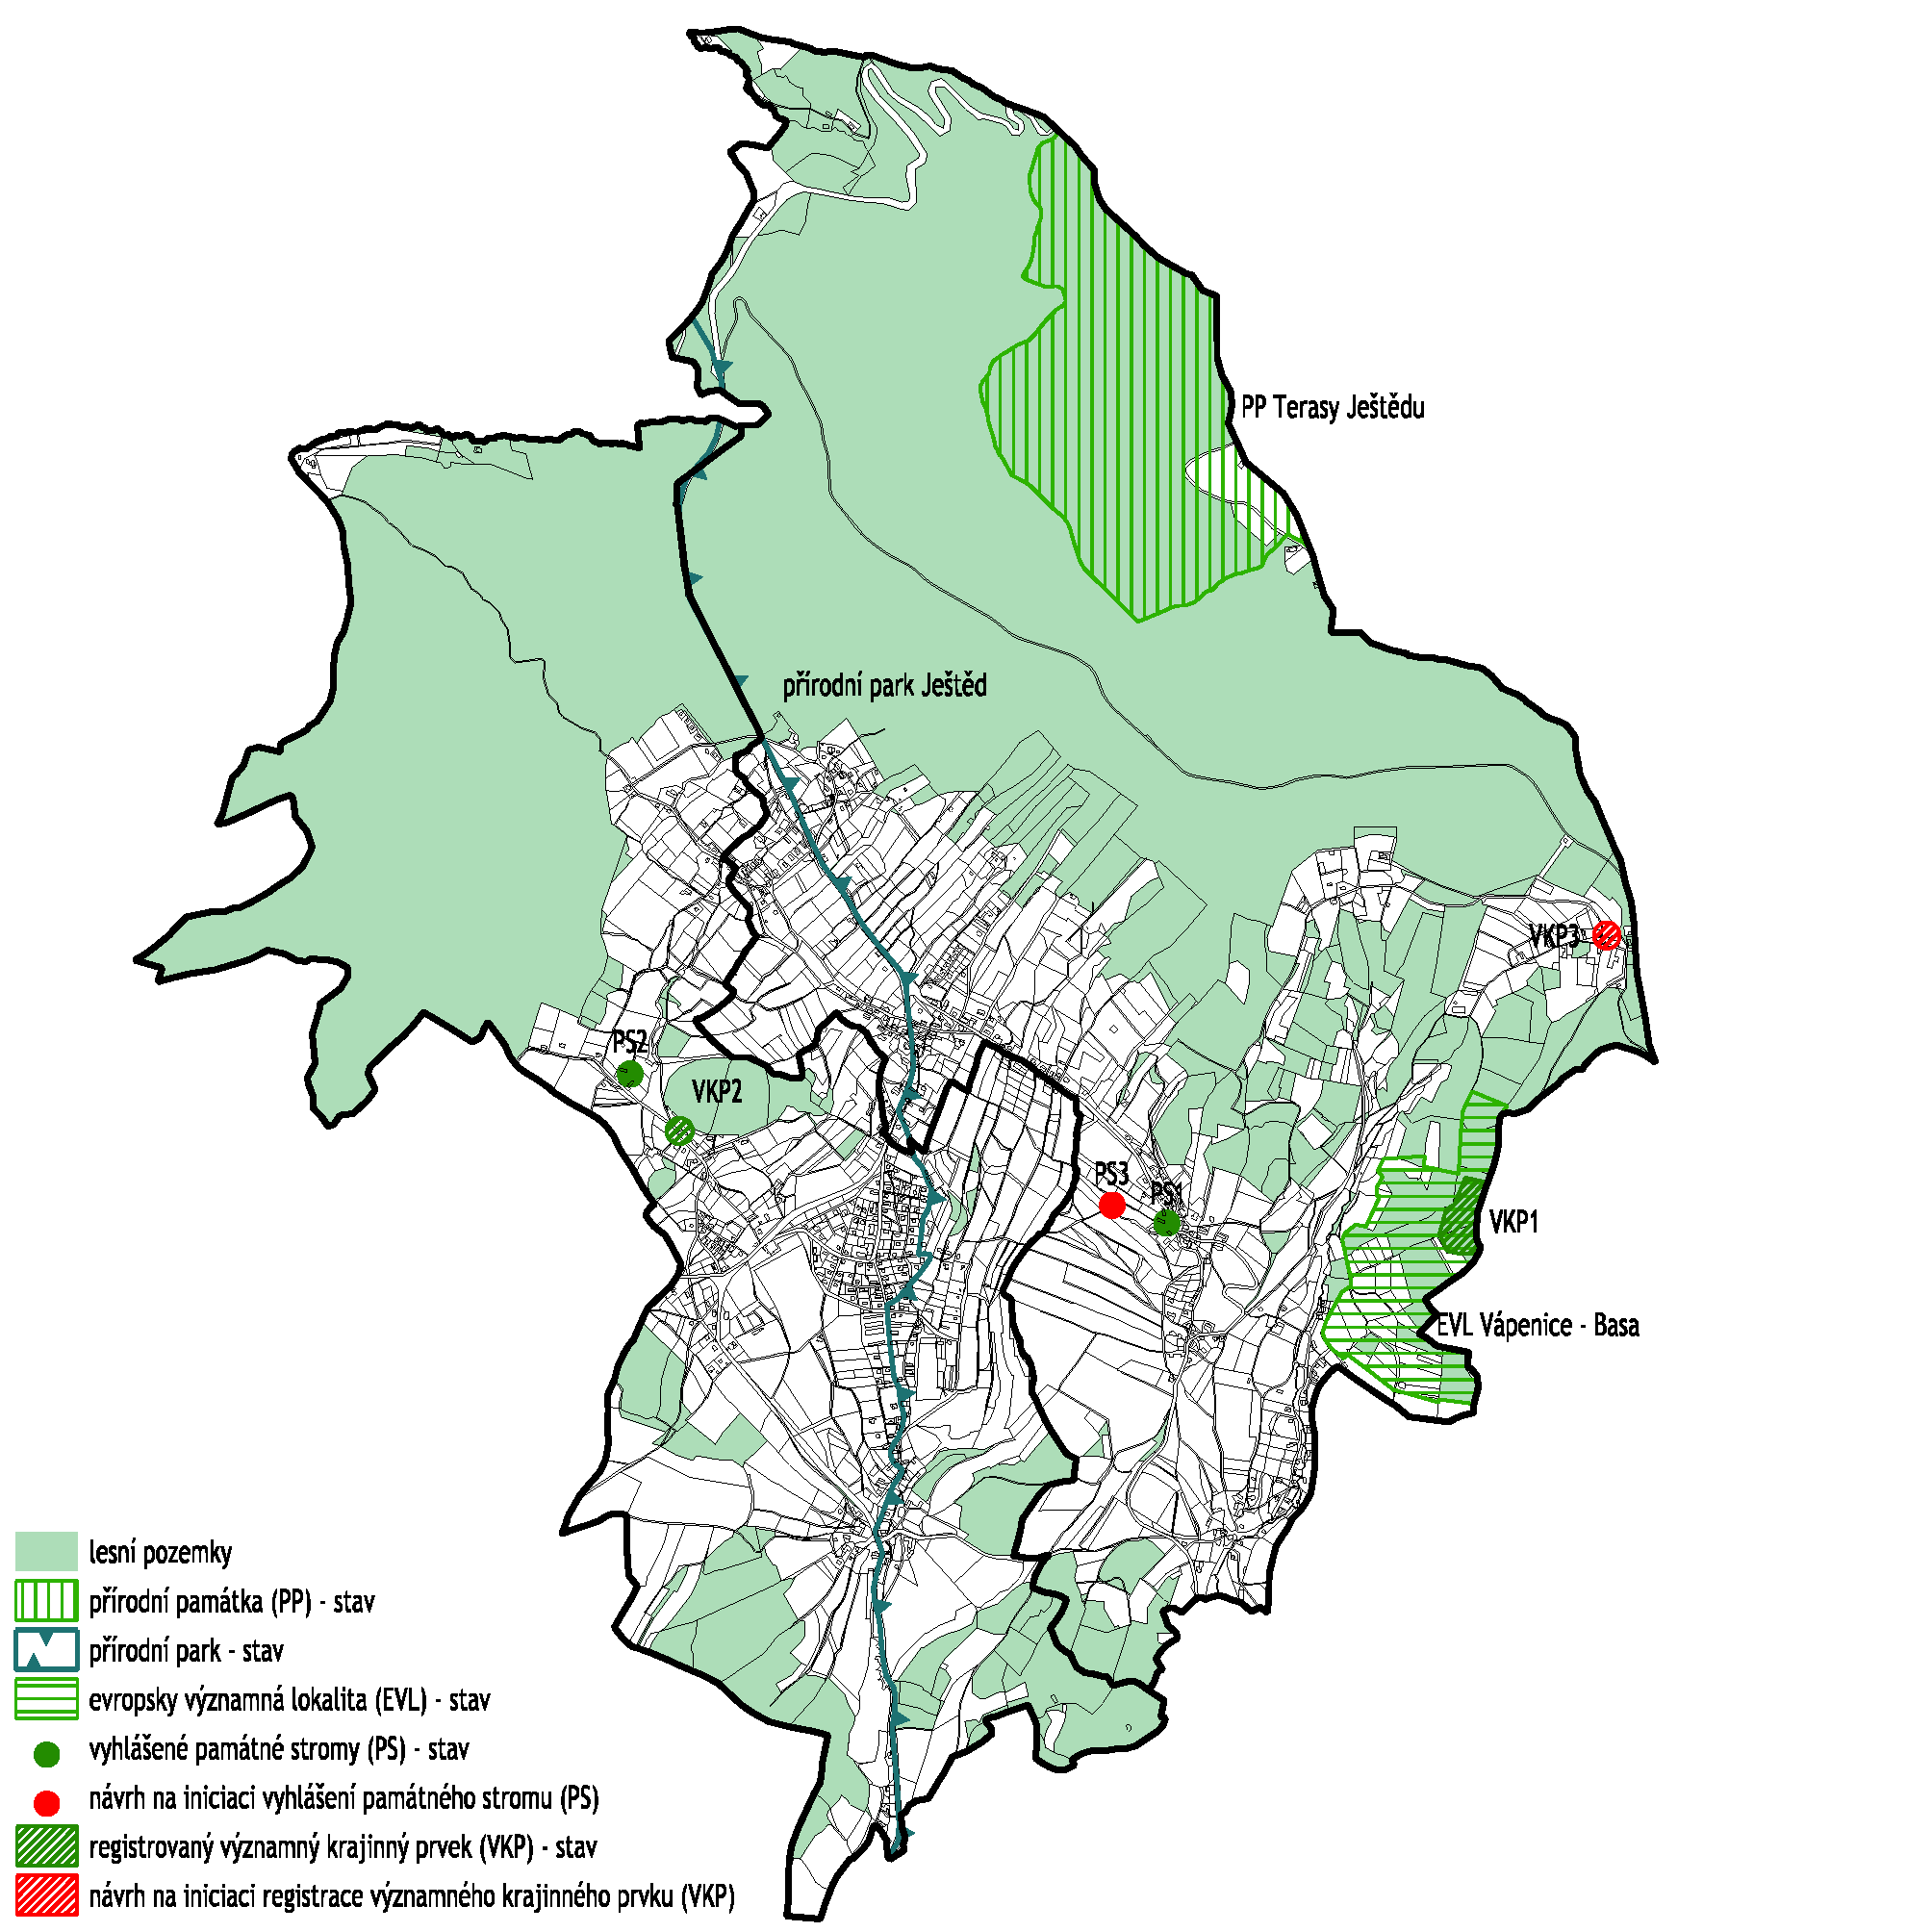 PP Terasy Ještědu
přírodní park Ještěd
VKP3
PS2
VKP2
PS3
PS1
VKP1
EVL Vápenice - Basa
lesní pozemky
přírodní památka (PP) - stav
přírodní park - stav
evropsky významná lokalita (EVL) - stav
vyhlášené památné stromy (PS) - stav
návrh na iniciaci vyhlášení památného stromu (PS)
registrovaný významný krajinný prvek (VKP) - stav
návrh na iniciaci registrace významného krajinného prvku (VKP)